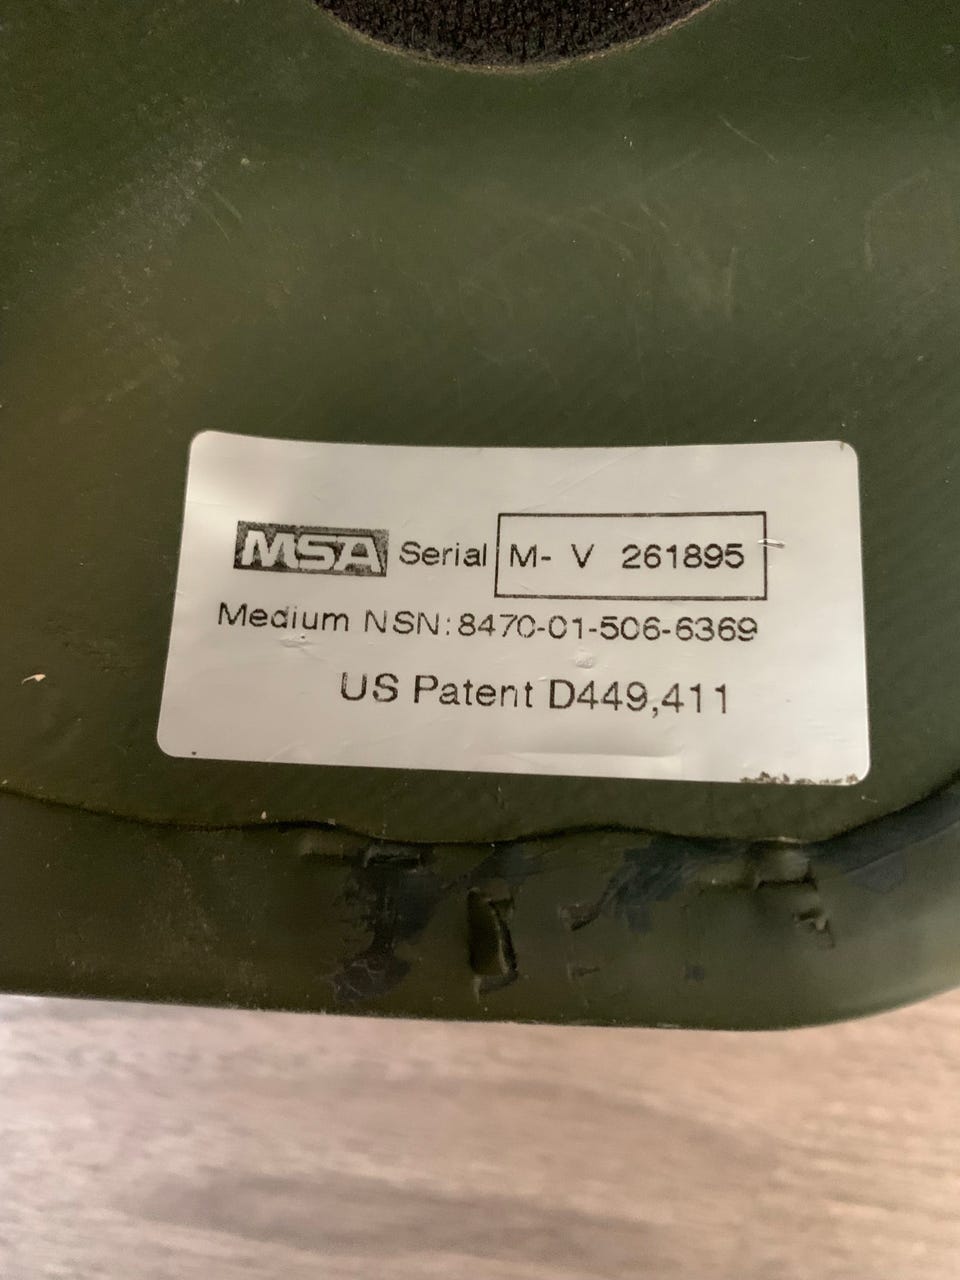 MSA Serial M- V 261895
Medium NSN:8470-01-506-6369
US Patent D449,411